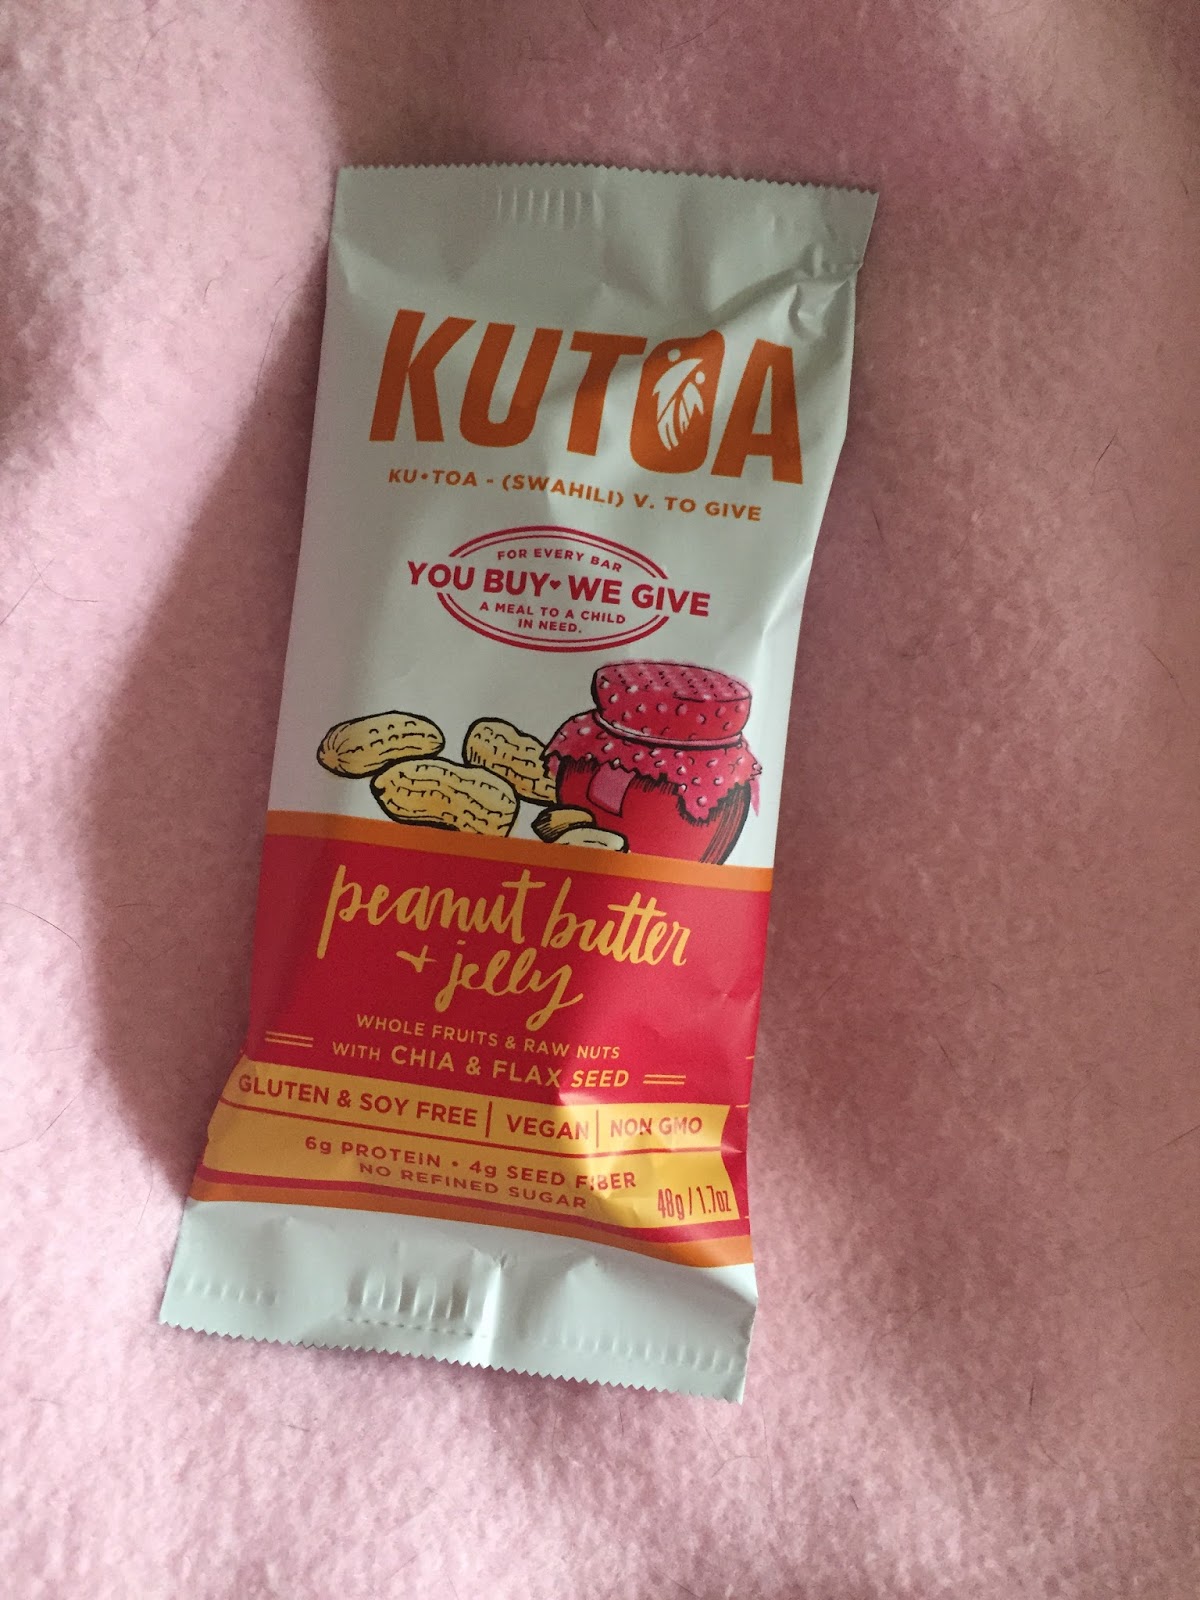 KUTOA
KU•TOA - (SWAHILI) V. TO GIVE
FOR EVERY BAR
YOU BUY♥WE GIVE
A MEAL TO A CHILD
IN NEED.
peanut butter
+ jelly
WHOLE FRUITS & RAW NUTS
WITH CHIA & FLAX SEED
GLUTEN & SOY FREE | VEGAN | NON GMO
6g PROTEIN • 4g SEED FIBER
NO REFINED SUGAR
48g / 1.7oz